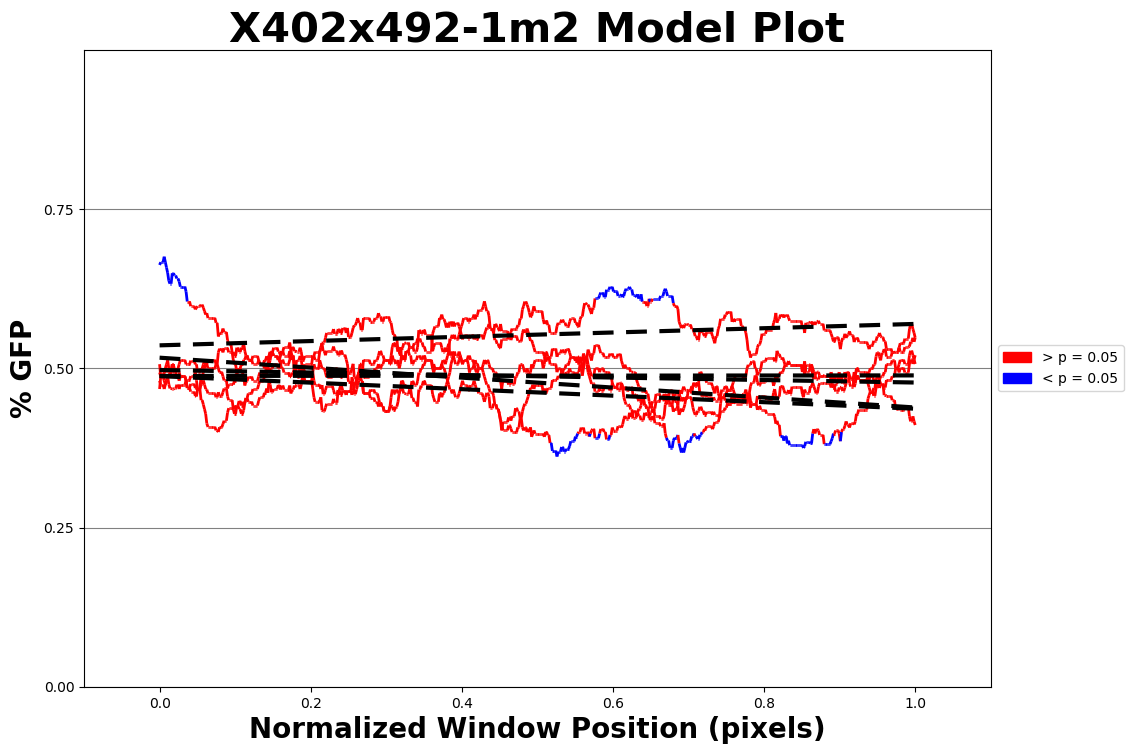 X402x492-1m2 Model Plot
% GFP
0.75
0.50
0.25
0.00
0.0 0.2 0.4 0.6 0.8 1.0
Normalized Window Position (pixels)
> p = 0.05
< p = 0.05